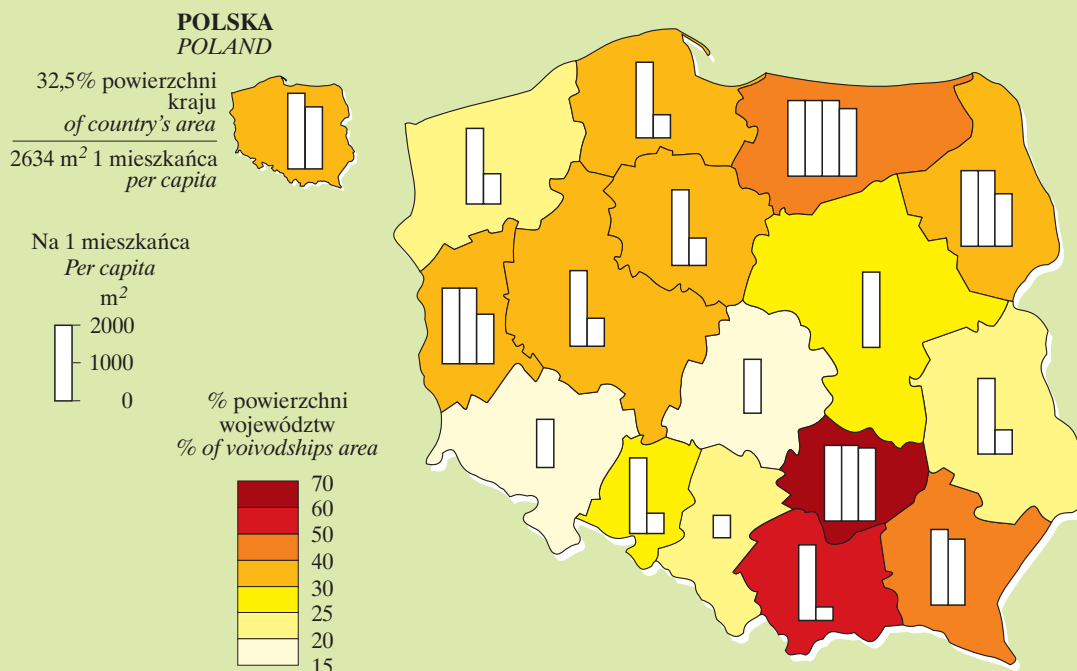 POLSKA
POLAND
32,5% powierzchni
kraju
of country's area
2634 m² 1 mieszkańca
per capita
Na 1 mieszkańca
Per capita
m²
2000
1000
0
% powierzchni
województw
% of voivodships area
70
60
50
40
30
25
20
15